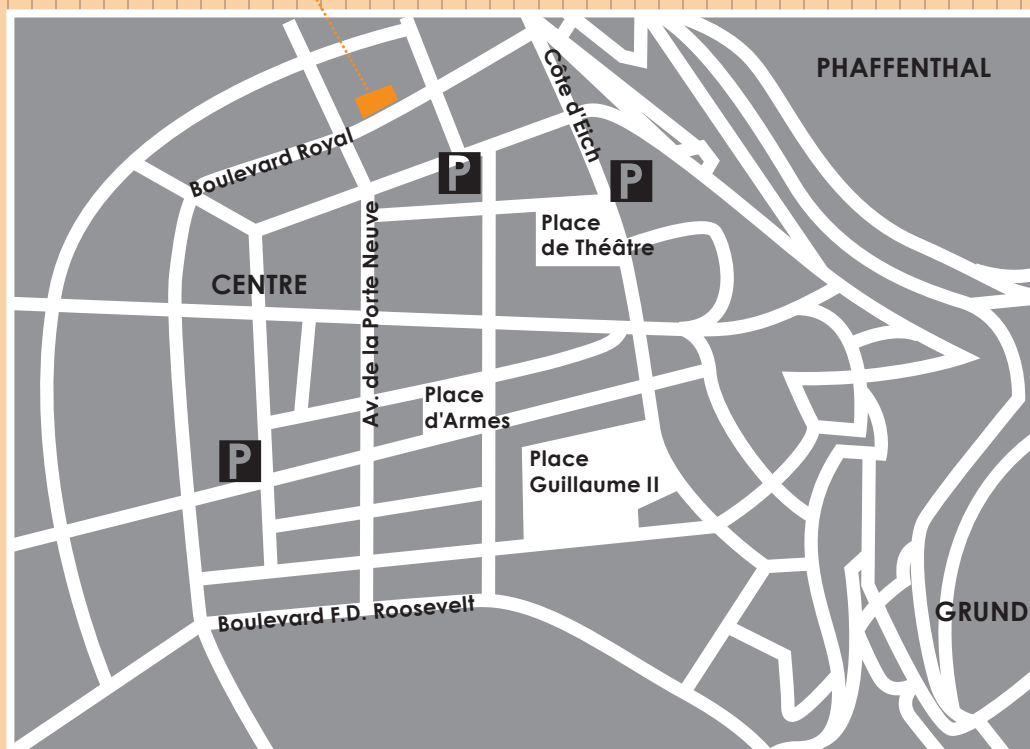 PHAFFENTHAL
Côte d'Eich
Boulevard Royal
P
P
Place
de Théâtre
Av. de la Porte Neuve
CENTRE
Place
d'Armes
P
Place
Guillaume II
GRUND
Boulevard F.D. Roosevelt